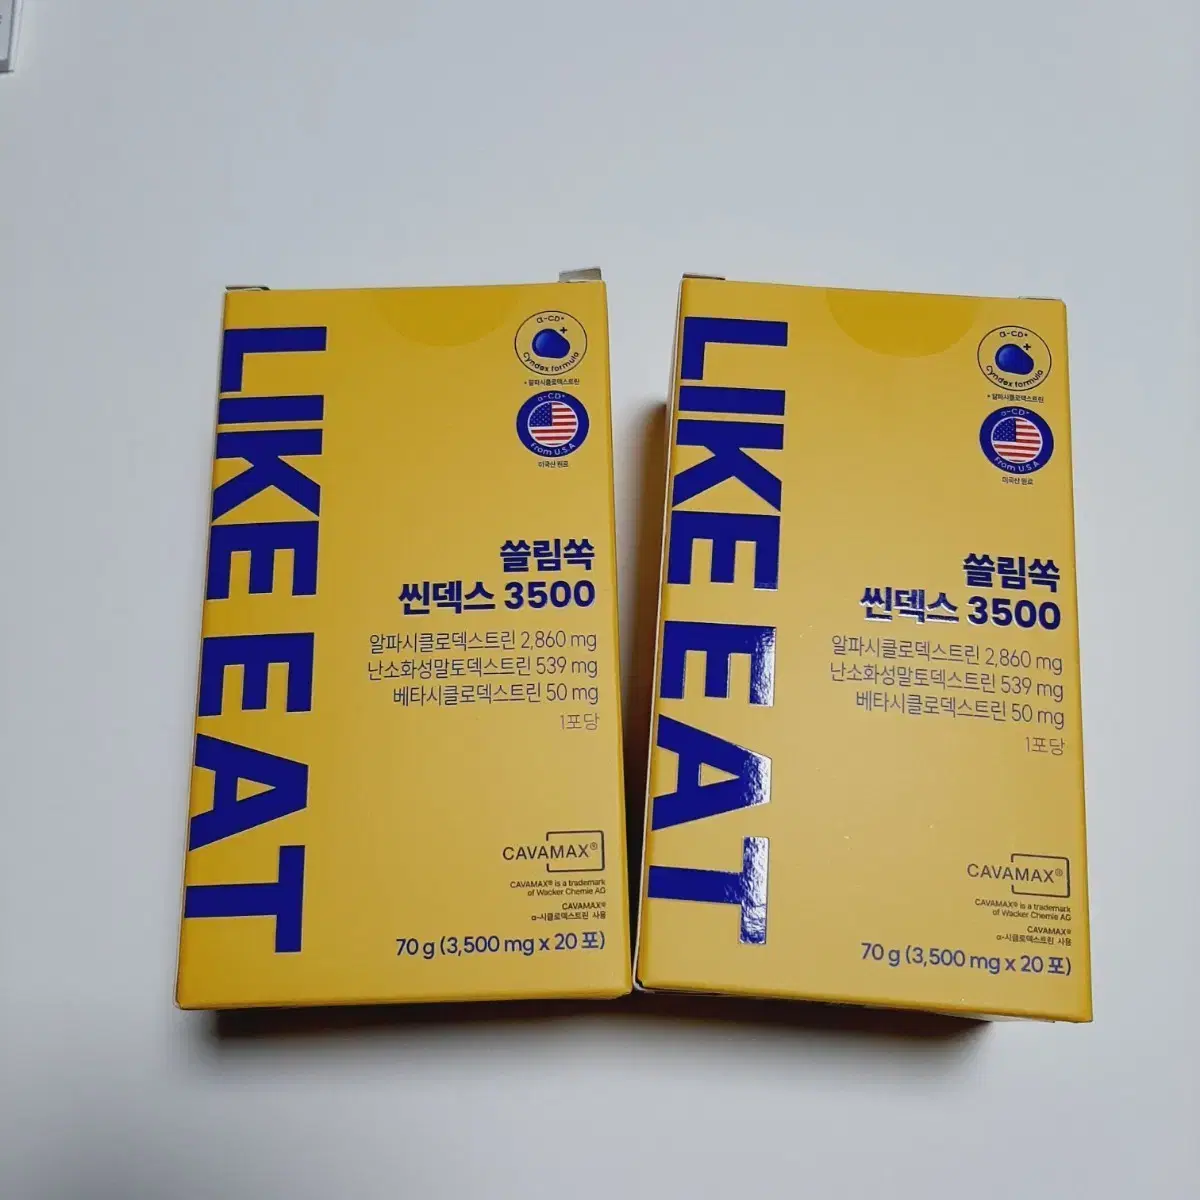 LIKE EAT
α-CD*
Cyndex formula
* 알파시클로덱스트린
α-CD*
From U.S.A
미국산 원료
쏠림쏙
씬덱스 3500
알파시클로덱스트린 2,860 mg
난소화성말토덱스트린 539 mg
베타시클로덱스트린 50 mg
1포당
CAVAMAX®
CAVAMAX® is a trademark
of Wacker Chemie AG
CAVAMAX®
α-시클로덱스트린 사용
70 g (3,500 mg x 20 포)
LIKE EAT
α-CD*
Cyndex formula
* 알파시클로덱스트린
α-CD*
From U.S.A
미국산 원료
쏠림쏙
씬덱스 3500
알파시클로덱스트린 2,860 mg
난소화성말토덱스트린 539 mg
베타시클로덱스트린 50 mg
1포당
CAVAMAX®
CAVAMAX® is a trademark
of Wacker Chemie AG
CAVAMAX®
α-시클로덱스트린 사용
70 g (3,500 mg x 20 포)